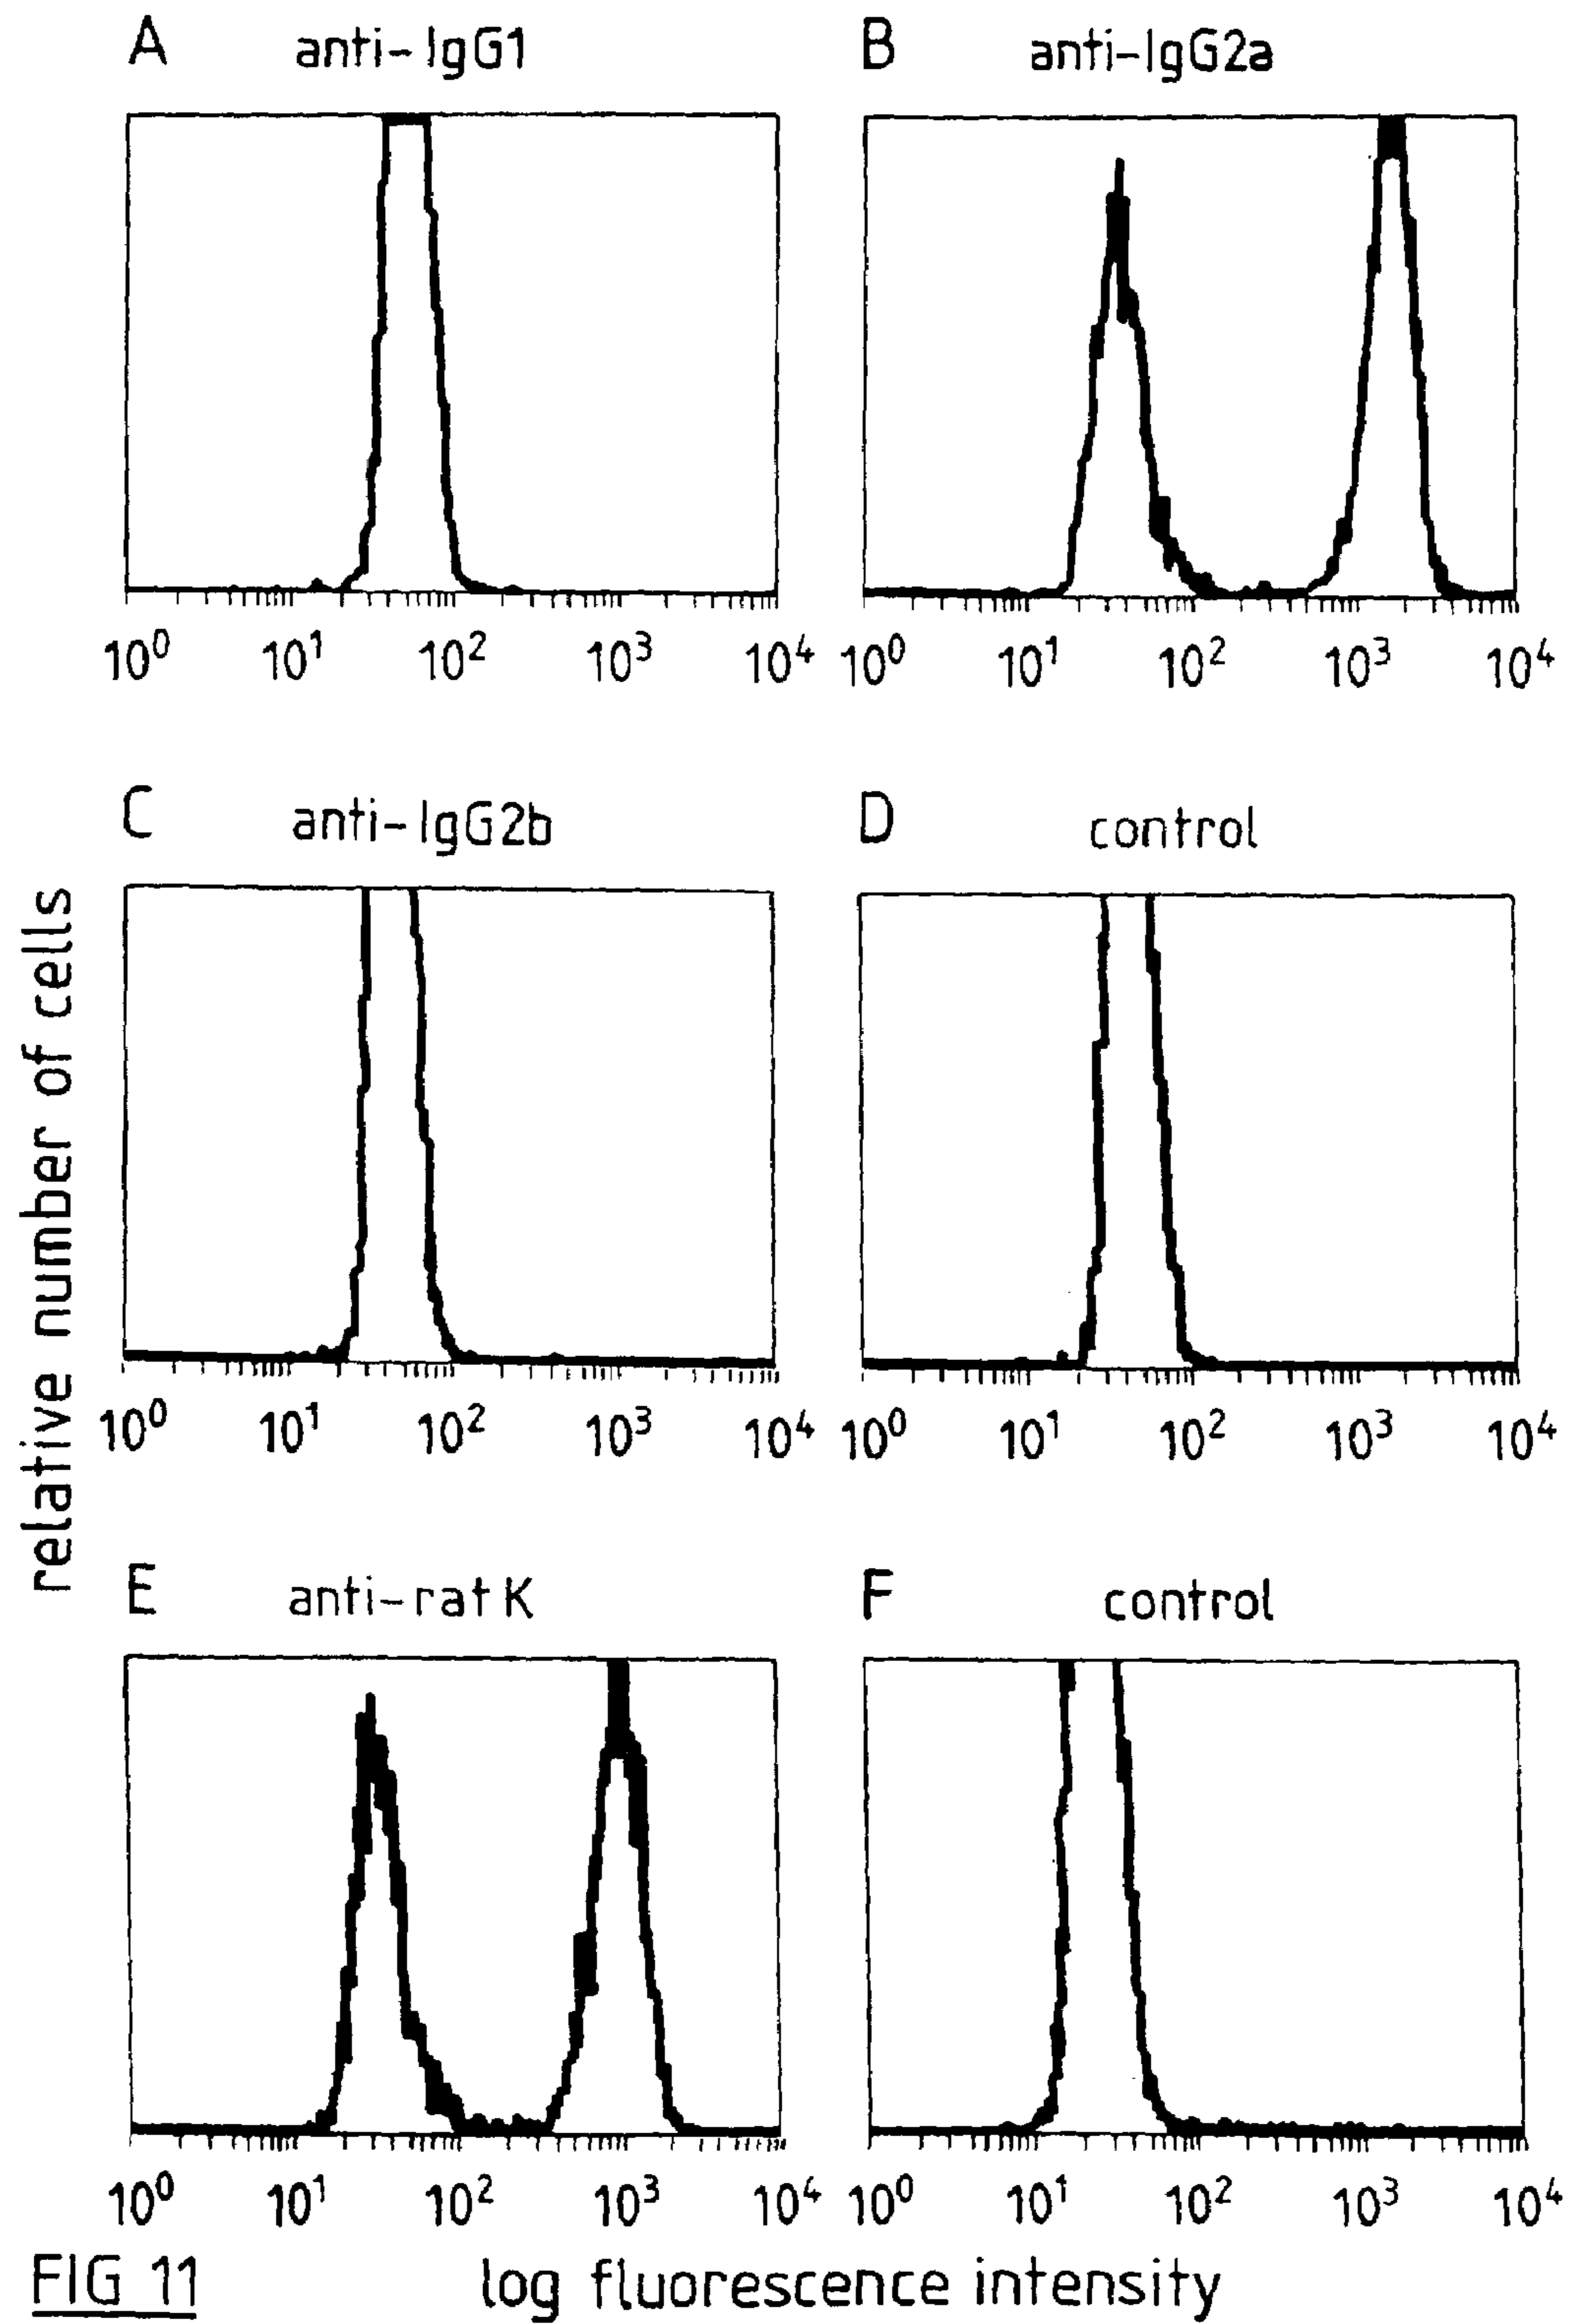 A anti-IgG1 B anti-IgG2a
10⁰ 10¹ 10² 10³ 10⁴ 10⁰ 10¹ 10² 10³ 10⁴
C anti-IgG2b D control
10⁰ 10¹ 10² 10³ 10⁴ 10⁰ 10¹ 10² 10³ 10⁴
relative number of cells
E anti-rat K F control
10⁰ 10¹ 10² 10³ 10⁴ 10⁰ 10¹ 10² 10³ 10⁴
FIG 11 log fluorescence intensity